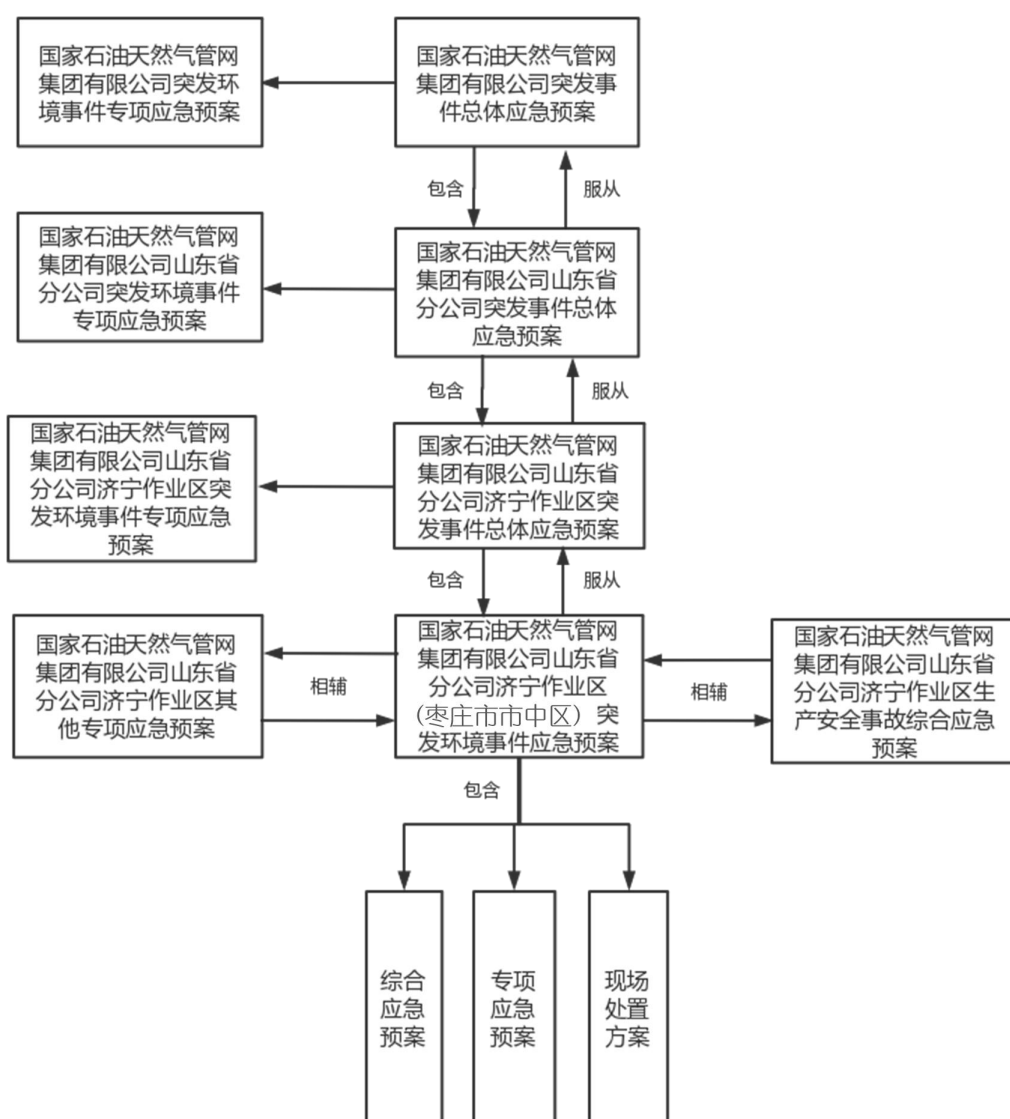 国家石油天然气管网
集团有限公司突发环
境事件专项应急预案
国家石油天然气管网
集团有限公司突发事
件总体应急预案
包含
服从
国家石油天然气管网
集团有限公司山东省
分公司突发环境事件
专项应急预案
国家石油天然气管网
集团有限公司山东省
分公司突发事件总体
应急预案
包含
服从
国家石油天然气管网
集团有限公司山东省
分公司济宁作业区突
发环境事件专项应急
预案
国家石油天然气管网
集团有限公司山东省
分公司济宁作业区突
发事件总体应急预案
包含
服从
国家石油天然气管网
集团有限公司山东省
分公司济宁作业区其
他专项应急预案
相辅
国家石油天然气管网
集团有限公司山东省
分公司济宁作业区
(枣庄市市中区）突
发环境事件应急预案
相辅
国家石油天然气管网
集团有限公司山东省
分公司济宁作业区生
产安全事故综合应急
预案
包含
综合
应急
预案
专项
应急
预案
现场
处置
方案